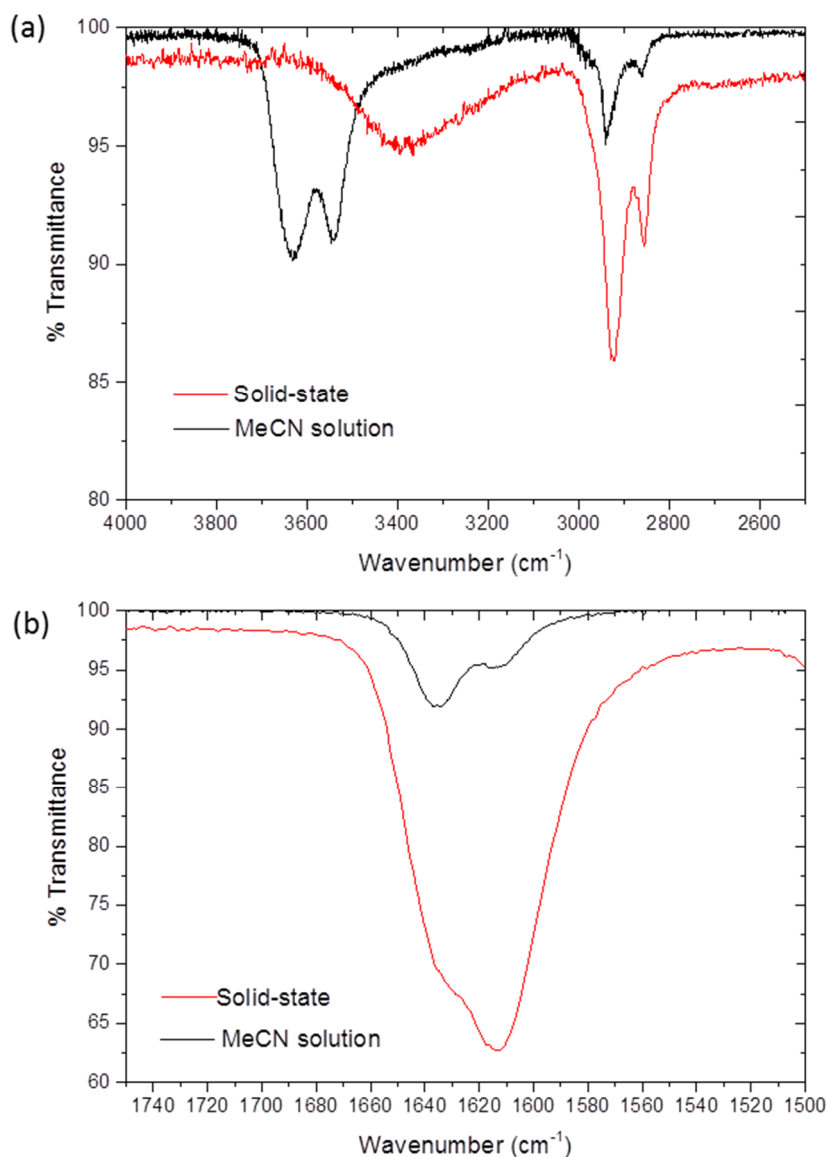 (a)
100
95
90
85
80
% Transmittance
Solid-state
MeCN solution
4000 3800 3600 3400 3200 3000 2800 2600
Wavenumber (cm⁻¹)
(b)
100
95
90
85
80
75
70
65
60
% Transmittance
Solid-state
MeCN solution
1740 1720 1700 1680 1660 1640 1620 1600 1580 1560 1540 1520 1500
Wavenumber (cm⁻¹)